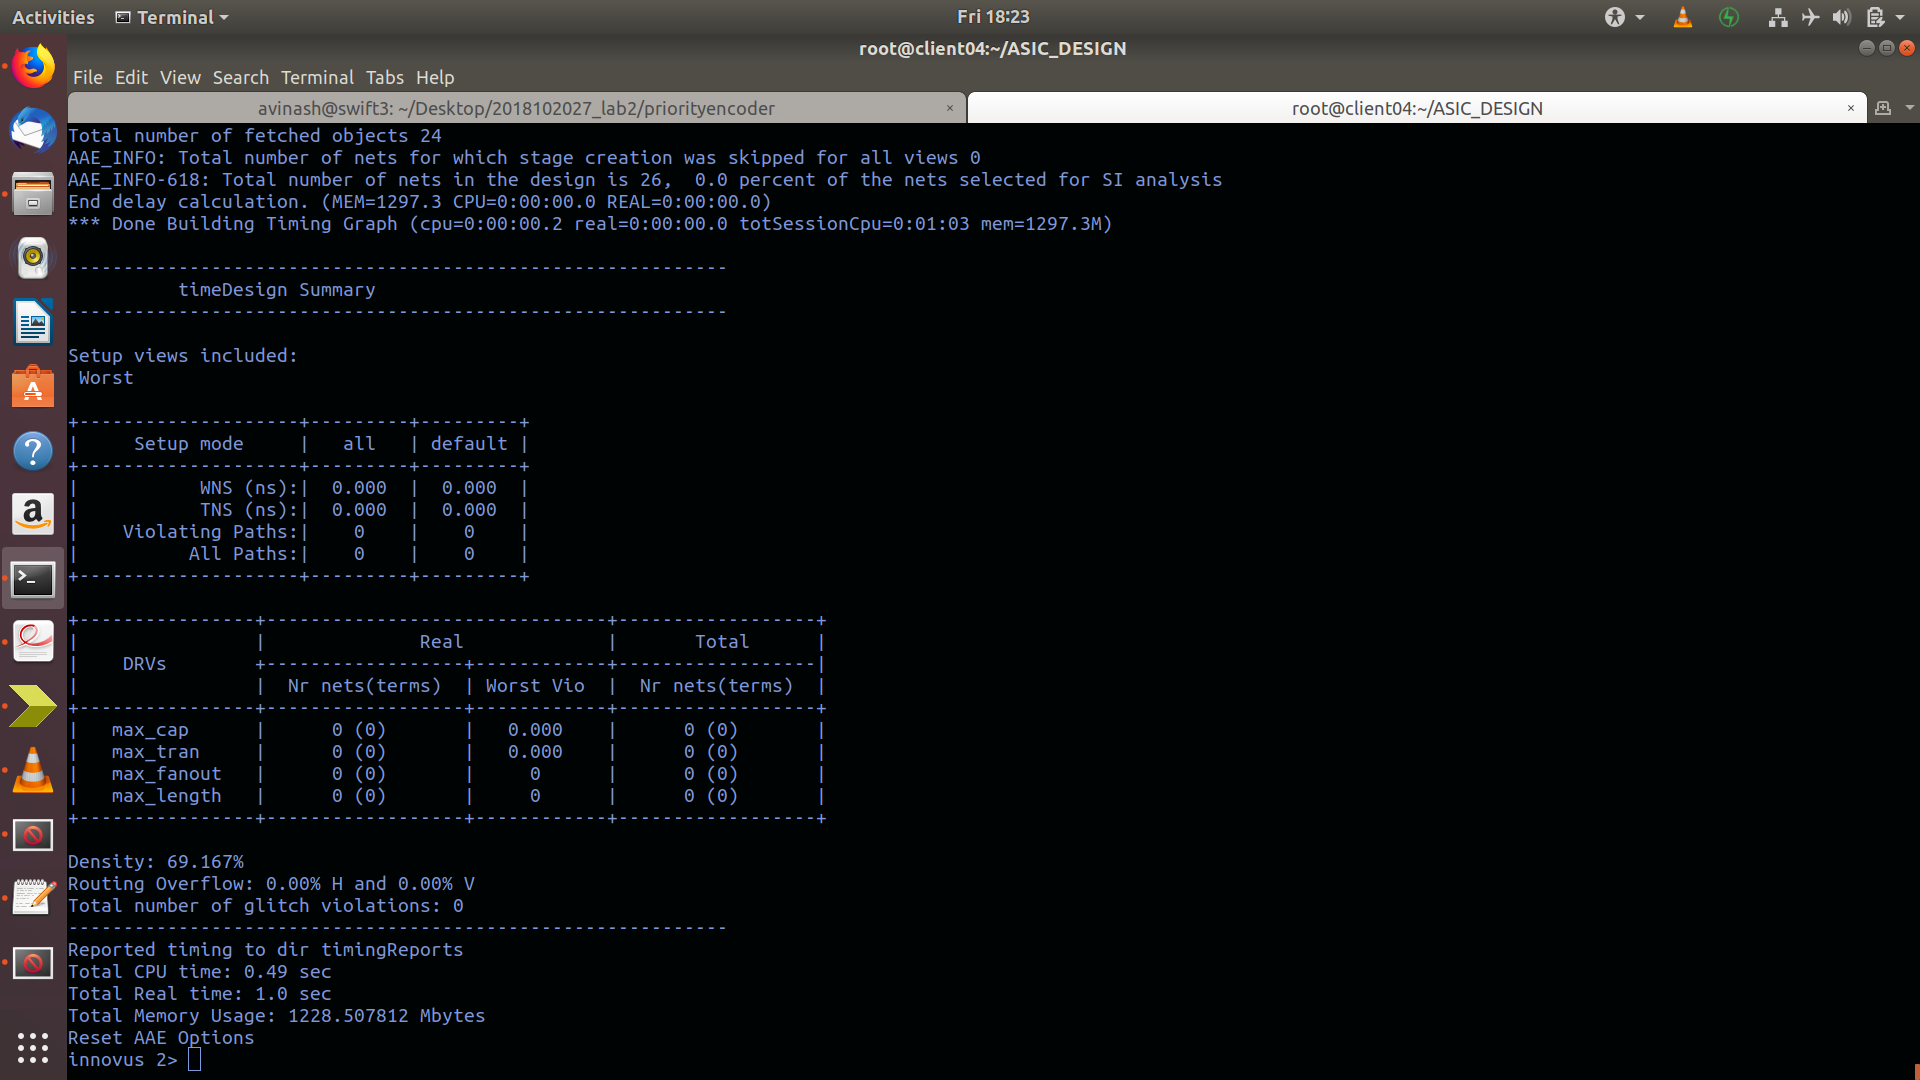 Activities Terminal Fri 18:23
root@client04:~/ASIC_DESIGN
File Edit View Search Terminal Tabs Help
avinash@swift3: ~/Desktop/2018102027_lab2/priorityencoder × root@client04:~/ASIC_DESIGN ×
Total number of fetched objects 24
AAE_INFO: Total number of nets for which stage creation was skipped for all views 0
AAE_INFO-618: Total number of nets in the design is 26,  0.0 percent of the nets selected for SI analysis
End delay calculation. (MEM=1297.3 CPU=0:00:00.0 REAL=0:00:00.0)
*** Done Building Timing Graph (cpu=0:00:00.2 real=0:00:00.0 totSessionCpu=0:01:03 mem=1297.3M)
------------------------------------------------------------
          timeDesign Summary
------------------------------------------------------------
Setup views included:
 Worst
+--------------------+---------+---------+
|     Setup mode     |   all   | default |
+--------------------+---------+---------+
|           WNS (ns):|  0.000  |  0.000  |
|           TNS (ns):|  0.000  |  0.000  |
|    Violating Paths:|    0    |    0    |
|          All Paths:|    0    |    0    |
+--------------------+---------+---------+
+----------------+-------------------------------+------------------+
|                |              Real             |       Total      |
|    DRVs        +------------------+------------+------------------|
|                |  Nr nets(terms)  | Worst Vio  |  Nr nets(terms)  |
+----------------+------------------+------------+------------------+
|   max_cap      |      0 (0)       |   0.000    |      0 (0)       |
|   max_tran     |      0 (0)       |   0.000    |      0 (0)       |
|   max_fanout   |      0 (0)       |     0      |      0 (0)       |
|   max_length   |      0 (0)       |     0      |      0 (0)       |
+----------------+------------------+------------+------------------+
Density: 69.167%
Routing Overflow: 0.00% H and 0.00% V
Total number of glitch violations: 0
------------------------------------------------------------
Reported timing to dir timingReports
Total CPU time: 0.49 sec
Total Real time: 1.0 sec
Total Memory Usage: 1228.507812 Mbytes
Reset AAE Options
innovus 2>